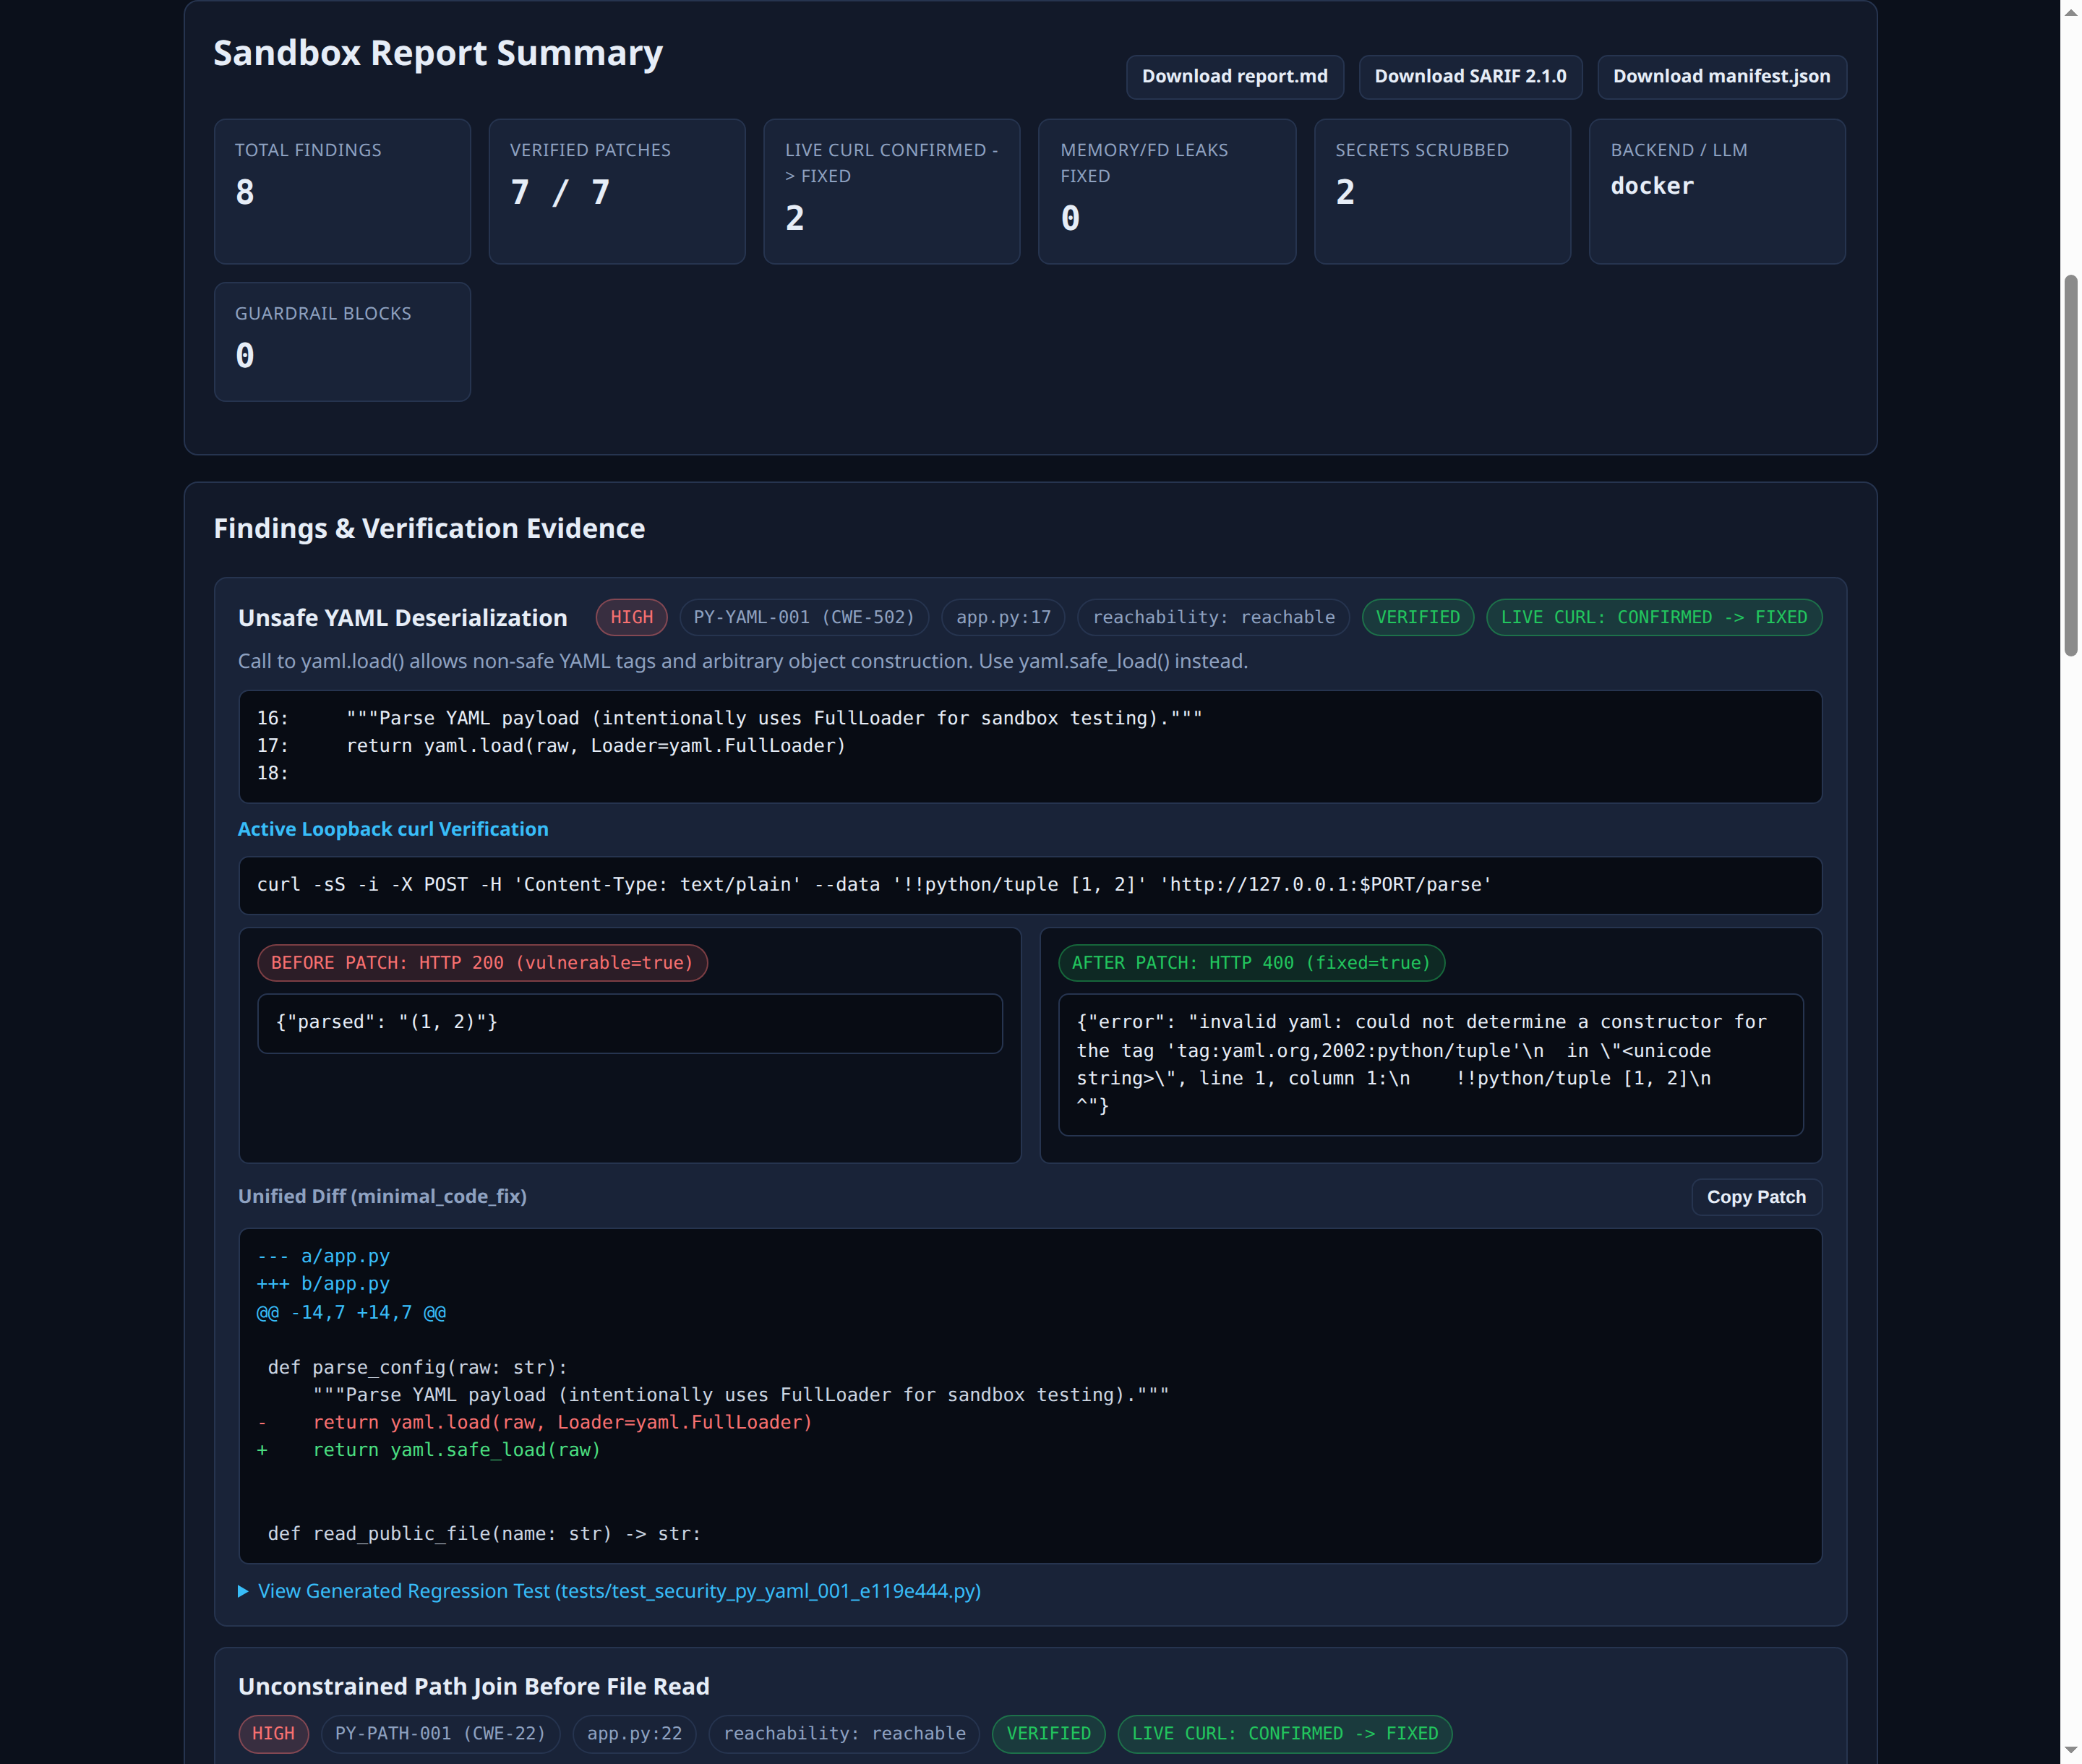 Sandbox Report Summary
Download report.md
Download SARIF 2.1.0
Download manifest.json
TOTAL FINDINGS
8
VERIFIED PATCHES
7 / 7
LIVE CURL CONFIRMED -
> FIXED
2
MEMORY/FD LEAKS
FIXED
0
SECRETS SCRUBBED
2
BACKEND / LLM
docker
GUARDRAIL BLOCKS
0
Findings & Verification Evidence
Unsafe YAML Deserialization HIGH PY-YAML-001 (CWE-502) app.py:17 reachability: reachable VERIFIED LIVE CURL: CONFIRMED -> FIXED
Call to yaml.load() allows non-safe YAML tags and arbitrary object construction. Use yaml.safe_load() instead.
16:     """Parse YAML payload (intentionally uses FullLoader for sandbox testing)."""
17:     return yaml.load(raw, Loader=yaml.FullLoader)
18:
Active Loopback curl Verification
curl -sS -i -X POST -H 'Content-Type: text/plain' --data '!!python/tuple [1, 2]' 'http://127.0.0.1:$PORT/parse'
BEFORE PATCH: HTTP 200 (vulnerable=true)
{"parsed": "(1, 2)"}
AFTER PATCH: HTTP 400 (fixed=true)
{"error": "invalid yaml: could not determine a constructor for
the tag 'tag:yaml.org,2002:python/tuple'\n  in \"<unicode
string>\", line 1, column 1:\n    !!python/tuple [1, 2]\n
^"}
Unified Diff (minimal_code_fix)
Copy Patch
--- a/app.py
+++ b/app.py
@@ -14,7 +14,7 @@
 def parse_config(raw: str):
     """Parse YAML payload (intentionally uses FullLoader for sandbox testing)."""
-    return yaml.load(raw, Loader=yaml.FullLoader)
+    return yaml.safe_load(raw)
 def read_public_file(name: str) -> str:
▶ View Generated Regression Test (tests/test_security_py_yaml_001_e119e444.py)
Unconstrained Path Join Before File Read
HIGH PY-PATH-001 (CWE-22) app.py:22 reachability: reachable VERIFIED LIVE CURL: CONFIRMED -> FIXED